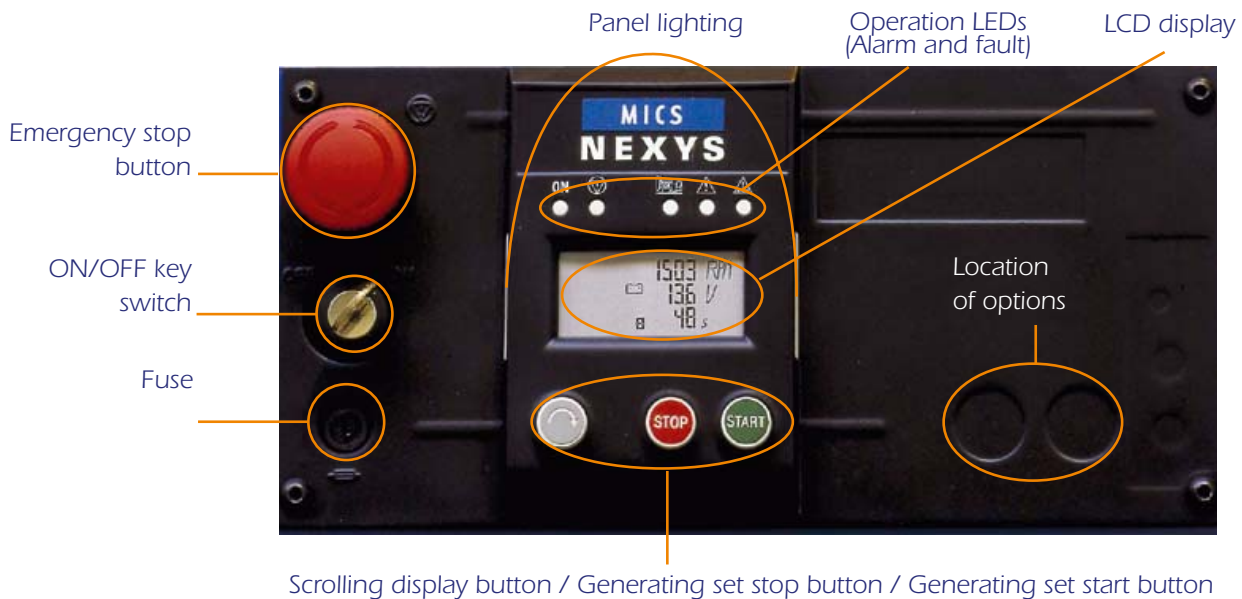 Panel lighting
Operation LEDs
(Alarm and fault)
LCD display
Emergency stop
button
MICS
NEXYS
ON
ON/OFF key
switch
1503 RPM
13.6 V
48 s
Location
of options
Fuse
STOP
START
Scrolling display button / Generating set stop button / Generating set start button